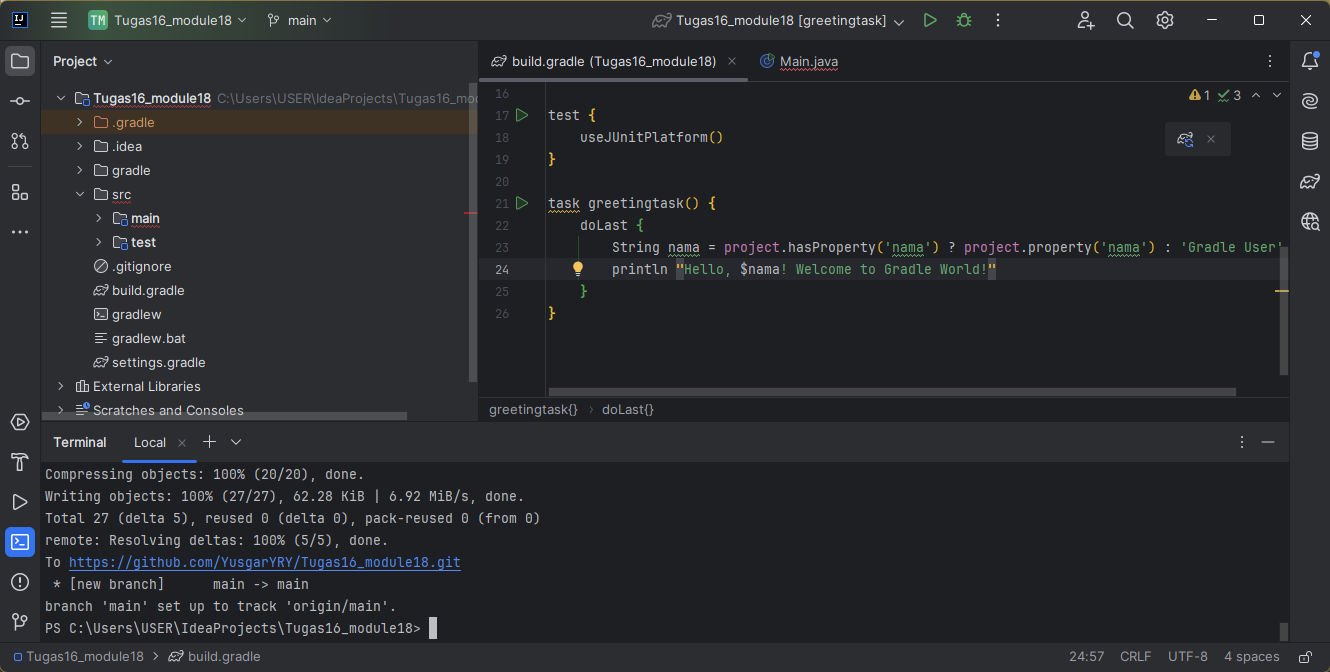 IJ
TM Tugas16_module18 main Tugas16_module18 [greetingtask]
Project
Tugas16_module18 C:\Users\USER\IdeaProjects\Tugas16_mo
.gradle
.idea
gradle
src
main
test
.gitignore
build.gradle
gradlew
gradlew.bat
settings.gradle
External Libraries
Scratches and Consoles
build.gradle (Tugas16_module18) Main.java
1 3
16
17 test {
18 useJUnitPlatform()
19 }
20
21 task greetingtask() {
22 doLast {
23 String nama = project.hasProperty('nama') ? project.property('nama') : 'Gradle User'
24 println "Hello, $nama! Welcome to Gradle World!"
25 }
26 }
greetingtask{} › doLast{}
Terminal Local
Compressing objects: 100% (20/20), done.
Writing objects: 100% (27/27), 62.28 KiB | 6.92 MiB/s, done.
Total 27 (delta 5), reused 0 (delta 0), pack-reused 0 (from 0)
remote: Resolving deltas: 100% (5/5), done.
To https://github.com/YusgarYRY/Tugas16_module18.git
* [new branch] main -> main
branch 'main' set up to track 'origin/main'.
PS C:\Users\USER\IdeaProjects\Tugas16_module18>
Tugas16_module18 › build.gradle 24:57 CRLF UTF-8 4 spaces